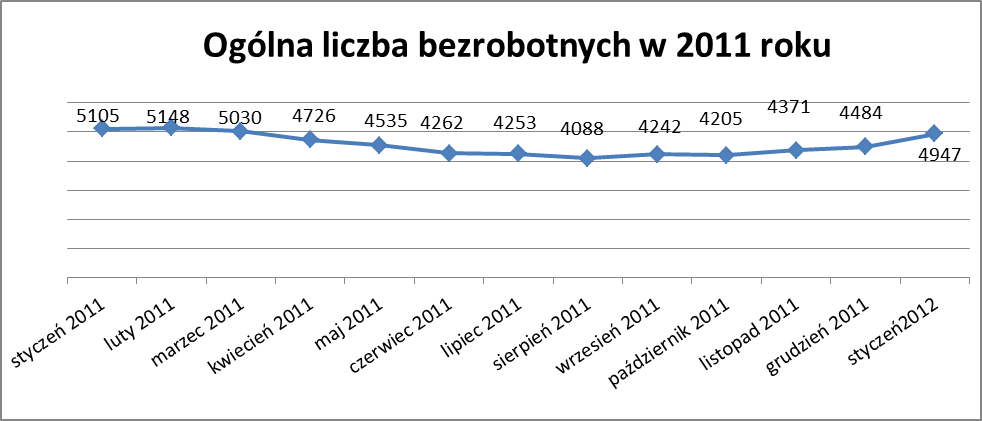 Ogólna liczba bezrobotnych w 2011 roku
5105 5148 5030 4726 4535 4262 4253 4088 4242 4205 4371 4484 4947
styczeń 2011
luty 2011
marzec 2011
kwiecień 2011
maj 2011
czerwiec 2011
lipiec 2011
sierpień 2011
wrzesień 2011
październik 2011
listopad 2011
grudzień 2011
styczeń2012